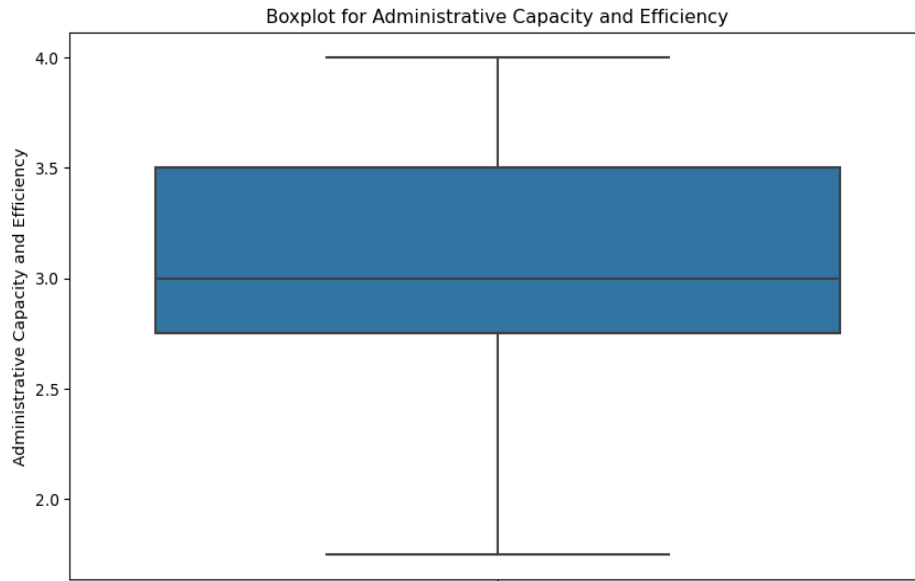 Boxplot for Administrative Capacity and Efficiency
Administrative Capacity and Efficiency
4.0
3.5
3.0
2.5
2.0